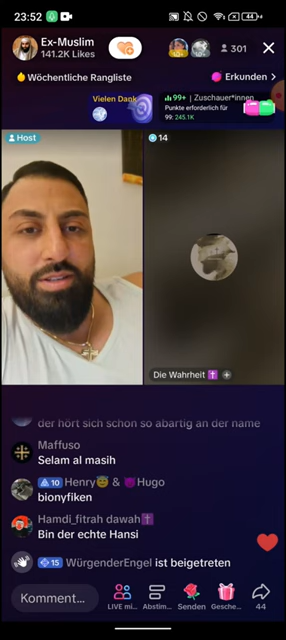 23:52
Ex-Muslim
141.2K Likes
301
Wöchentliche Rangliste
Erkunden
Vielen Dank
99+ | Zuschauer*innen
Punkte erforderlich für
99: 245.1K
Host
14
Die Wahrheit
der hört sich schon so abartig an der name
Maffuso
Selam al masih
10 Henry & Hugo
bionyfiken
Hamdi_fitrah dawah
Bin der echte Hansi
15 WürgenderEngel ist beigetreten
Komment...
LIVE mi... Abstim... Senden Gesche... 44